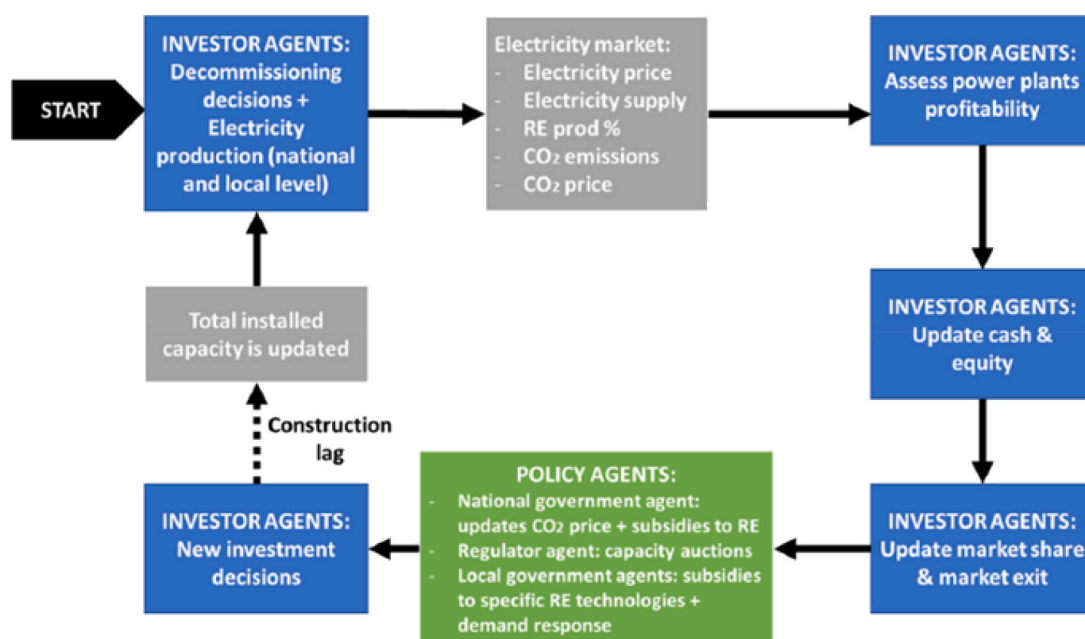 START
INVESTOR AGENTS:
Decommissioning
decisions +
Electricity
production (national
and local level)
Electricity market:
- Electricity price
- Electricity supply
- RE prod %
- CO₂ emissions
- CO₂ price
INVESTOR AGENTS:
Assess power plants
profitability
INVESTOR AGENTS:
Update cash &
equity
INVESTOR AGENTS:
Update market share
& market exit
POLICY AGENTS:
- National government agent:
updates CO₂ price + subsidies to RE
- Regulator agent: capacity auctions
- Local government agents: subsidies
to specific RE technologies +
demand response
INVESTOR AGENTS:
New investment
decisions
Construction
lag
Total installed
capacity is updated